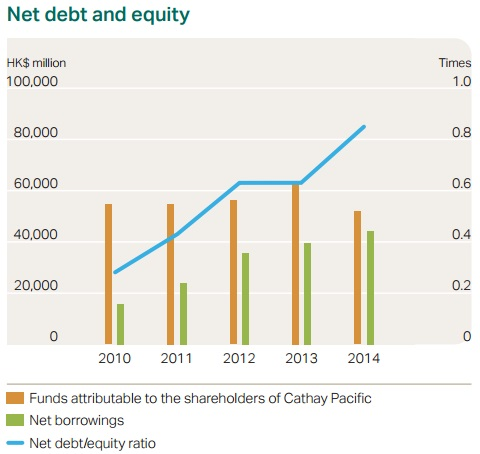 Net debt and equity
HK$ million Times
100,000 1.0
80,000 0.8
60,000 0.6
40,000 0.4
20,000 0.2
0 0
2010 2011 2012 2013 2014
Funds attributable to the shareholders of Cathay Pacific
Net borrowings
Net debt/equity ratio